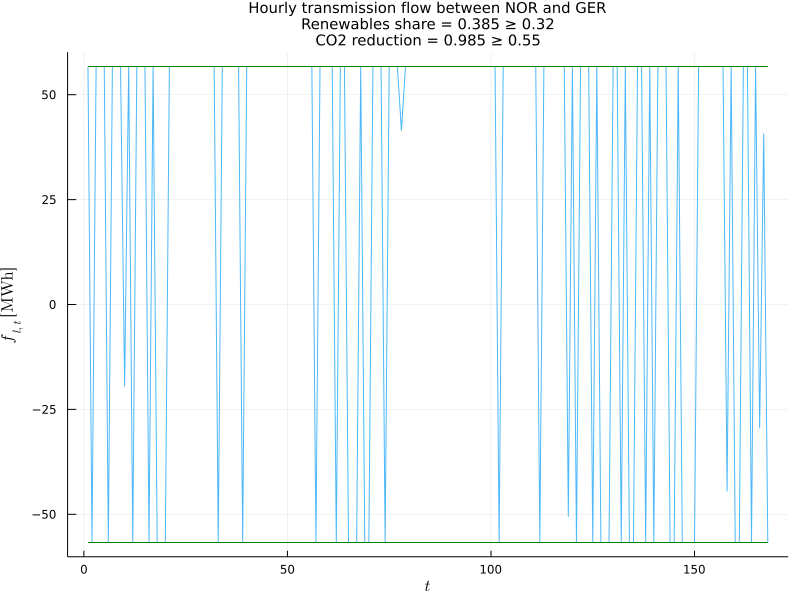 Hourly transmission flow between NOR and GER
Renewables share = 0.385 ≥ 0.32
CO2 reduction = 0.985 ≥ 0.55
50
25
0
−25
−50
f_{l,t} [MWh]
0 50 100 150
t